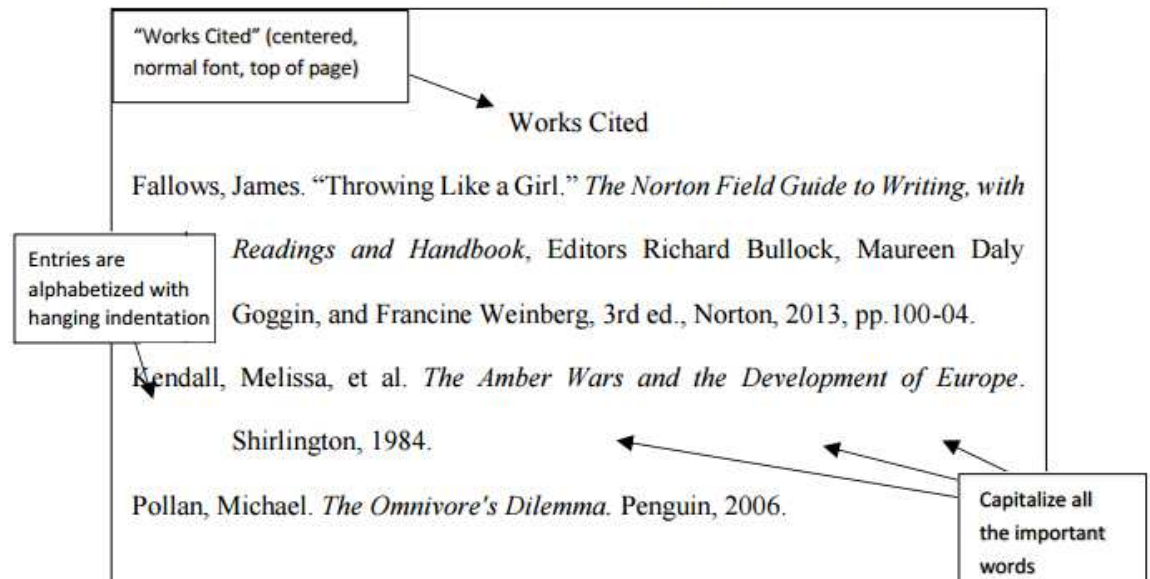 “Works Cited” (centered,
normal font, top of page)
Works Cited
Fallows, James. “Throwing Like a Girl.” The Norton Field Guide to Writing, with
Readings and Handbook, Editors Richard Bullock, Maureen Daly
Goggin, and Francine Weinberg, 3rd ed., Norton, 2013, pp.100-04.
Entries are
alphabetized with
hanging indentation
Kendall, Melissa, et al. The Amber Wars and the Development of Europe.
Shirlington, 1984.
Pollan, Michael. The Omnivore's Dilemma. Penguin, 2006.
Capitalize all
the important
words